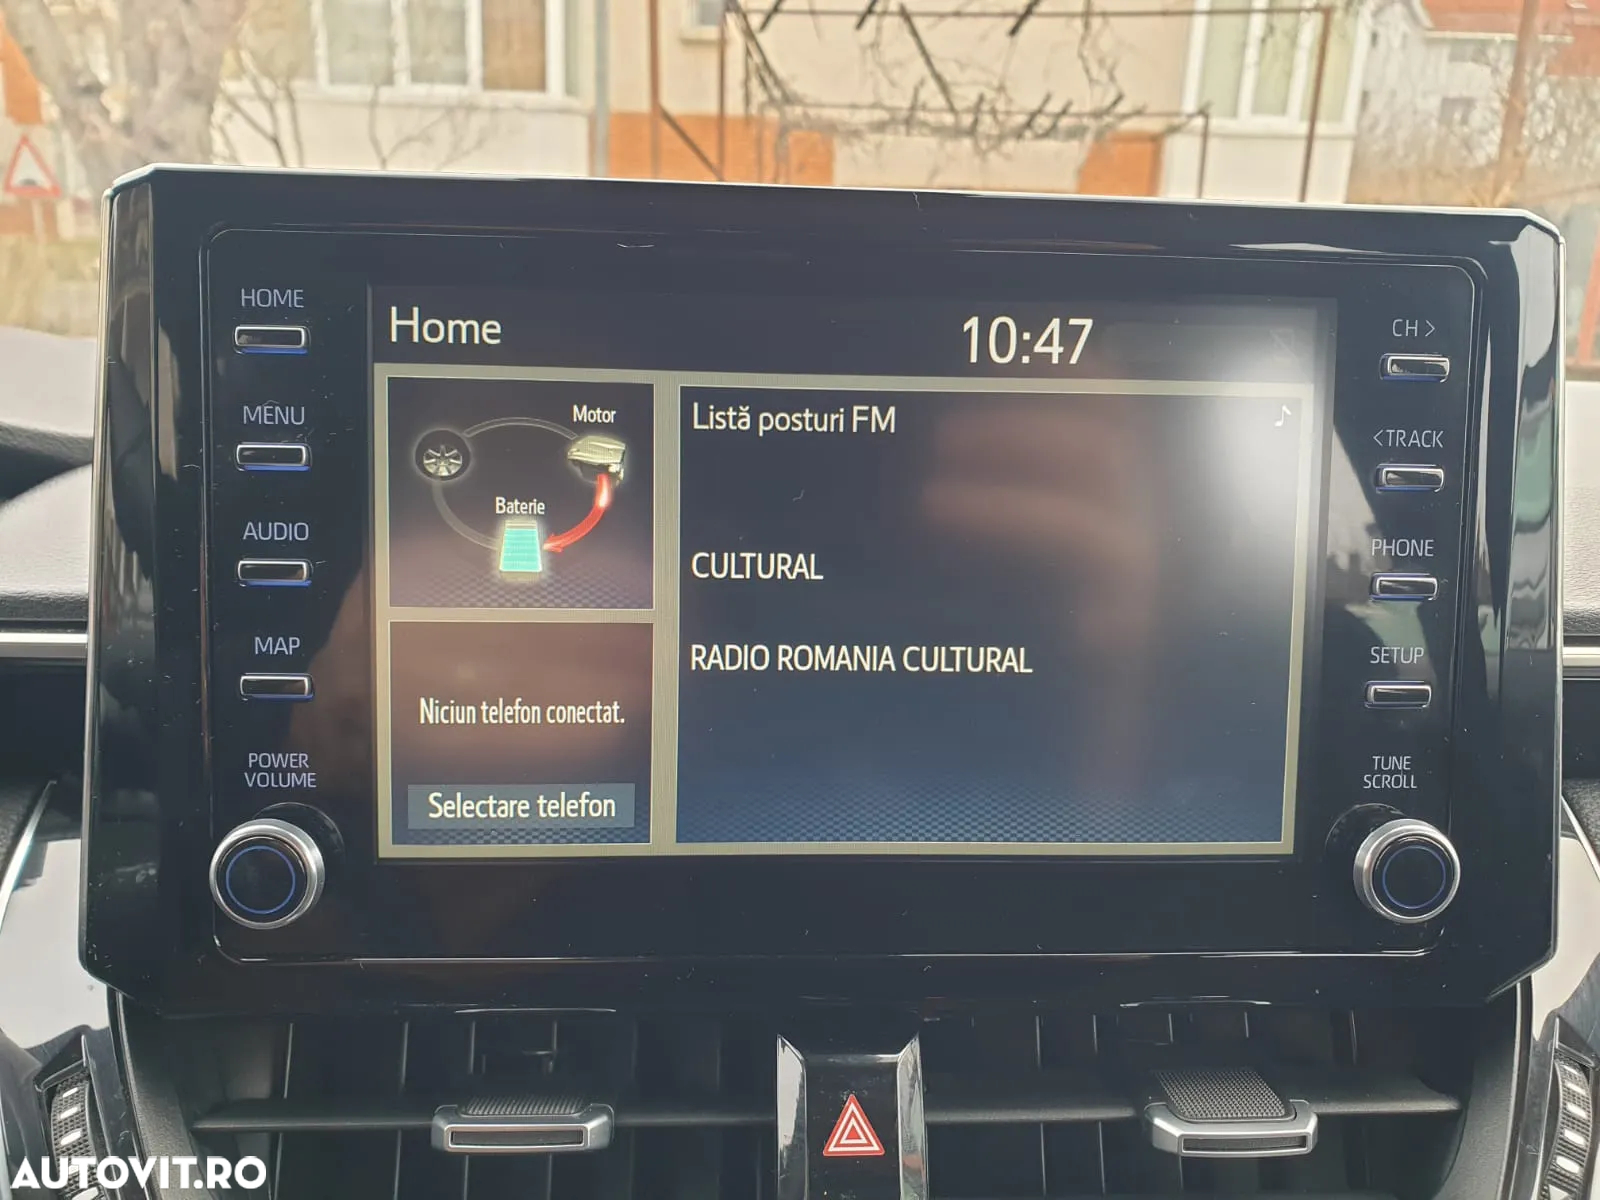 HOME
MENU
AUDIO
MAP
POWER
VOLUME
Home
10:47
Motor
Baterie
Niciun telefon conectat.
Selectare telefon
Listă posturi FM
CULTURAL
RADIO ROMANIA CULTURAL
CH >
<TRACK
PHONE
SETUP
TUNE
SCROLL
AUTOVIT.RO